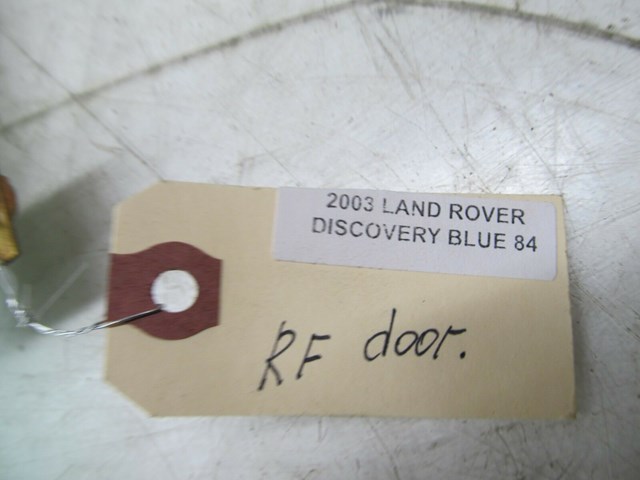 2003 LAND ROVER
DISCOVERY BLUE 84
RF door.